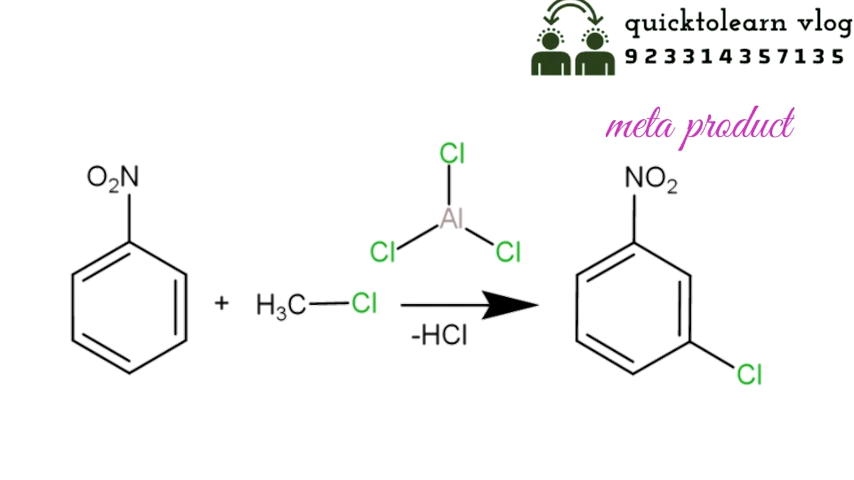 quicktolearn vlog
923314357135
meta product
Cl
O₂N
NO₂
Al
Cl
Cl
+
H₃C
Cl
-HCl
Cl